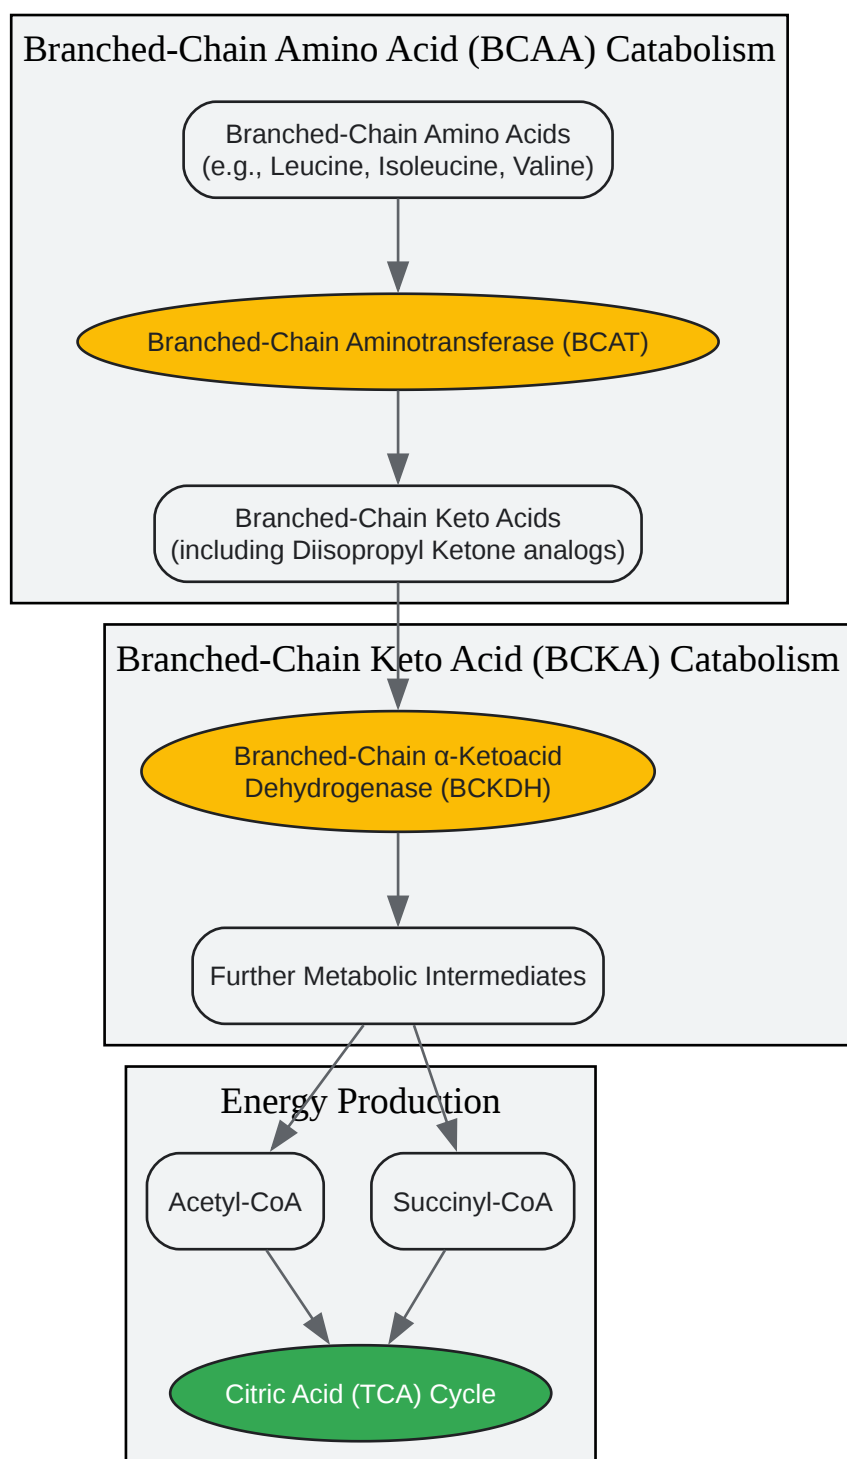 Branched-Chain Amino Acid (BCAA) Catabolism
Branched-Chain Amino Acids
(e.g., Leucine, Isoleucine, Valine)
Branched-Chain Aminotransferase (BCAT)
Branched-Chain Keto Acids
(including Diisopropyl Ketone analogs)
Branched-Chain Keto Acid (BCKA) Catabolism
Branched-Chain α-Ketoacid
Dehydrogenase (BCKDH)
Further Metabolic Intermediates
Energy Production
Acetyl-CoA
Succinyl-CoA
Citric Acid (TCA) Cycle